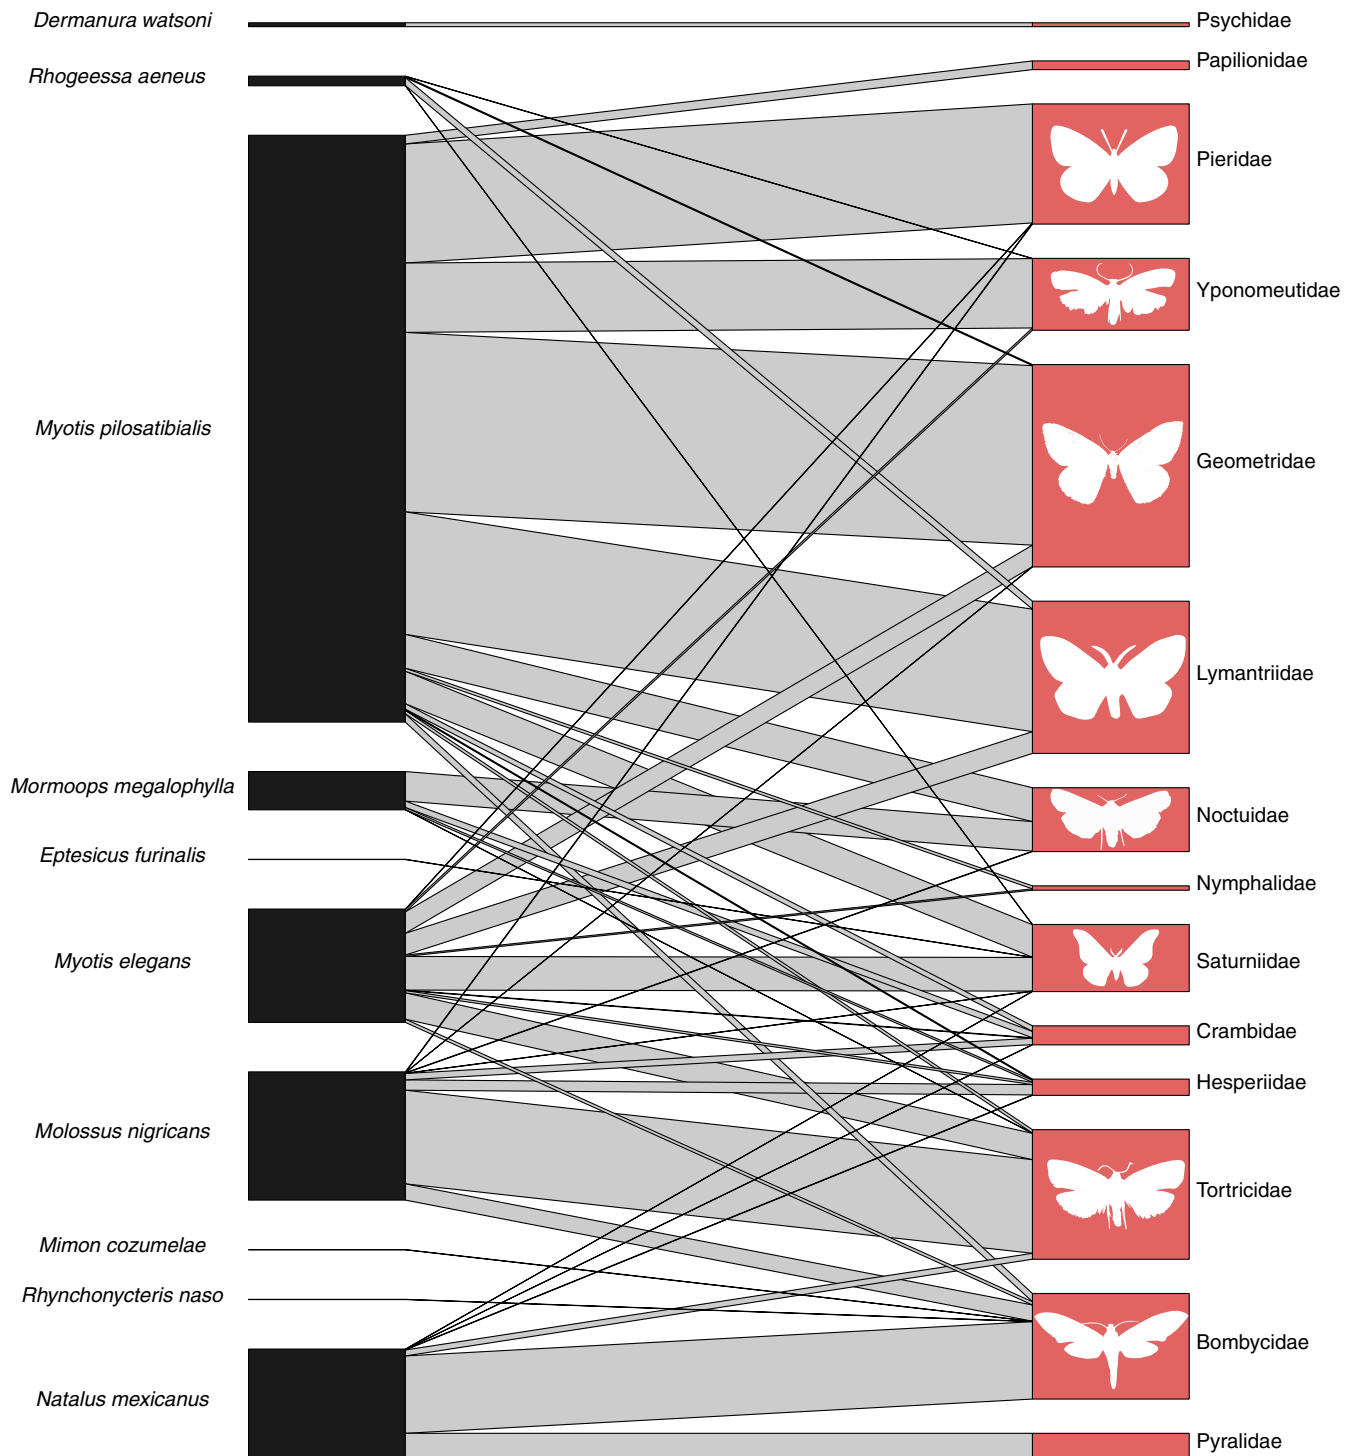 Dermanura watsoni
Rhogeessa aeneus
Myotis pilosatibialis
Mormoops megalophylla
Eptesicus furinalis
Myotis elegans
Molossus nigricans
Mimon cozumelae
Rhynchonycteris naso
Natalus mexicanus
Psychidae
Papilionidae
Pieridae
Yponomeutidae
Geometridae
Lymantriidae
Noctuidae
Nymphalidae
Saturniidae
Crambidae
Hesperiidae
Tortricidae
Bombycidae
Pyralidae